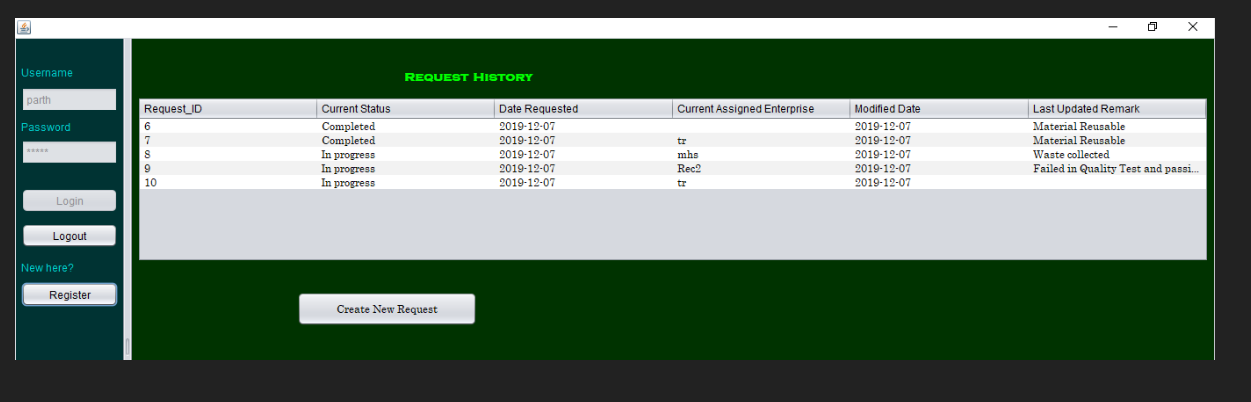 Username
parth
Password
*****
Login
Logout
New here?
Register
Request History
Request_ID Current Status Date Requested Current Assigned Enterprise Modified Date Last Updated Remark
6 Completed 2019-12-07 2019-12-07 Material Reusable
7 Completed 2019-12-07 tr 2019-12-07 Material Reusable
8 In progress 2019-12-07 mhs 2019-12-07 Waste collected
9 In progress 2019-12-07 Rec2 2019-12-07 Failed in Quality Test and passi...
10 In progress 2019-12-07 tr 2019-12-07
Create New Request